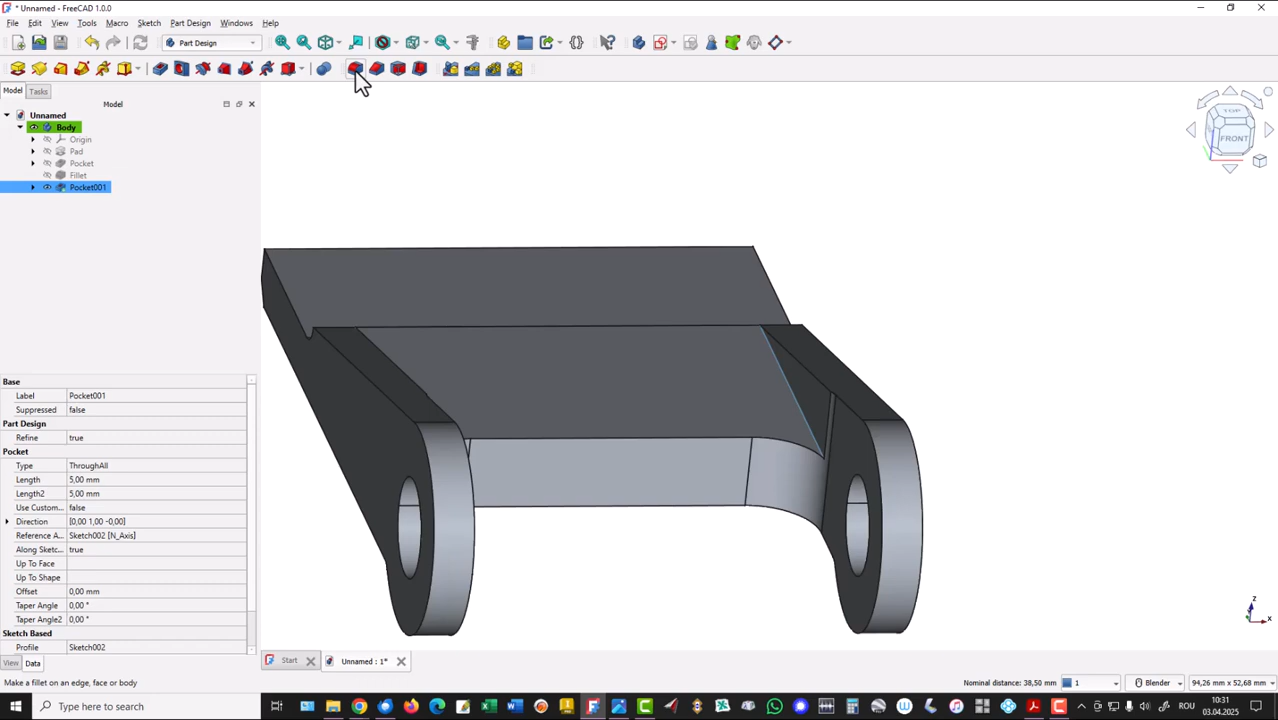 * Unnamed - FreeCAD 1.0.0
File Edit View Tools Macro Sketch Part Design Windows Help
Part Design
Model Tasks
Model
Unnamed
Body
Origin
Pad
Pocket
Fillet
Pocket001
TOP
FRONT
Base
Label Pocket001
Suppressed false
Part Design
Refine true
Pocket
Type ThroughAll
Length 5,00 mm
Length2 5,00 mm
Use Custom... false
Direction [0,00 1,00 -0,00]
Reference A... Sketch002 [N_Axis]
Along Sketc... true
Up To Face
Up To Shape
Offset 0,00 mm
Taper Angle 0,00 °
Taper Angle2 0,00 °
Sketch Based
Profile Sketch002
z
x
View Data
Start Unnamed : 1*
Make a fillet on an edge, face or body
Nominal distance: 38,50 mm 1 Blender 94,26 mm x 52,68 mm
Type here to search
ROU
10:31
03.04.2025